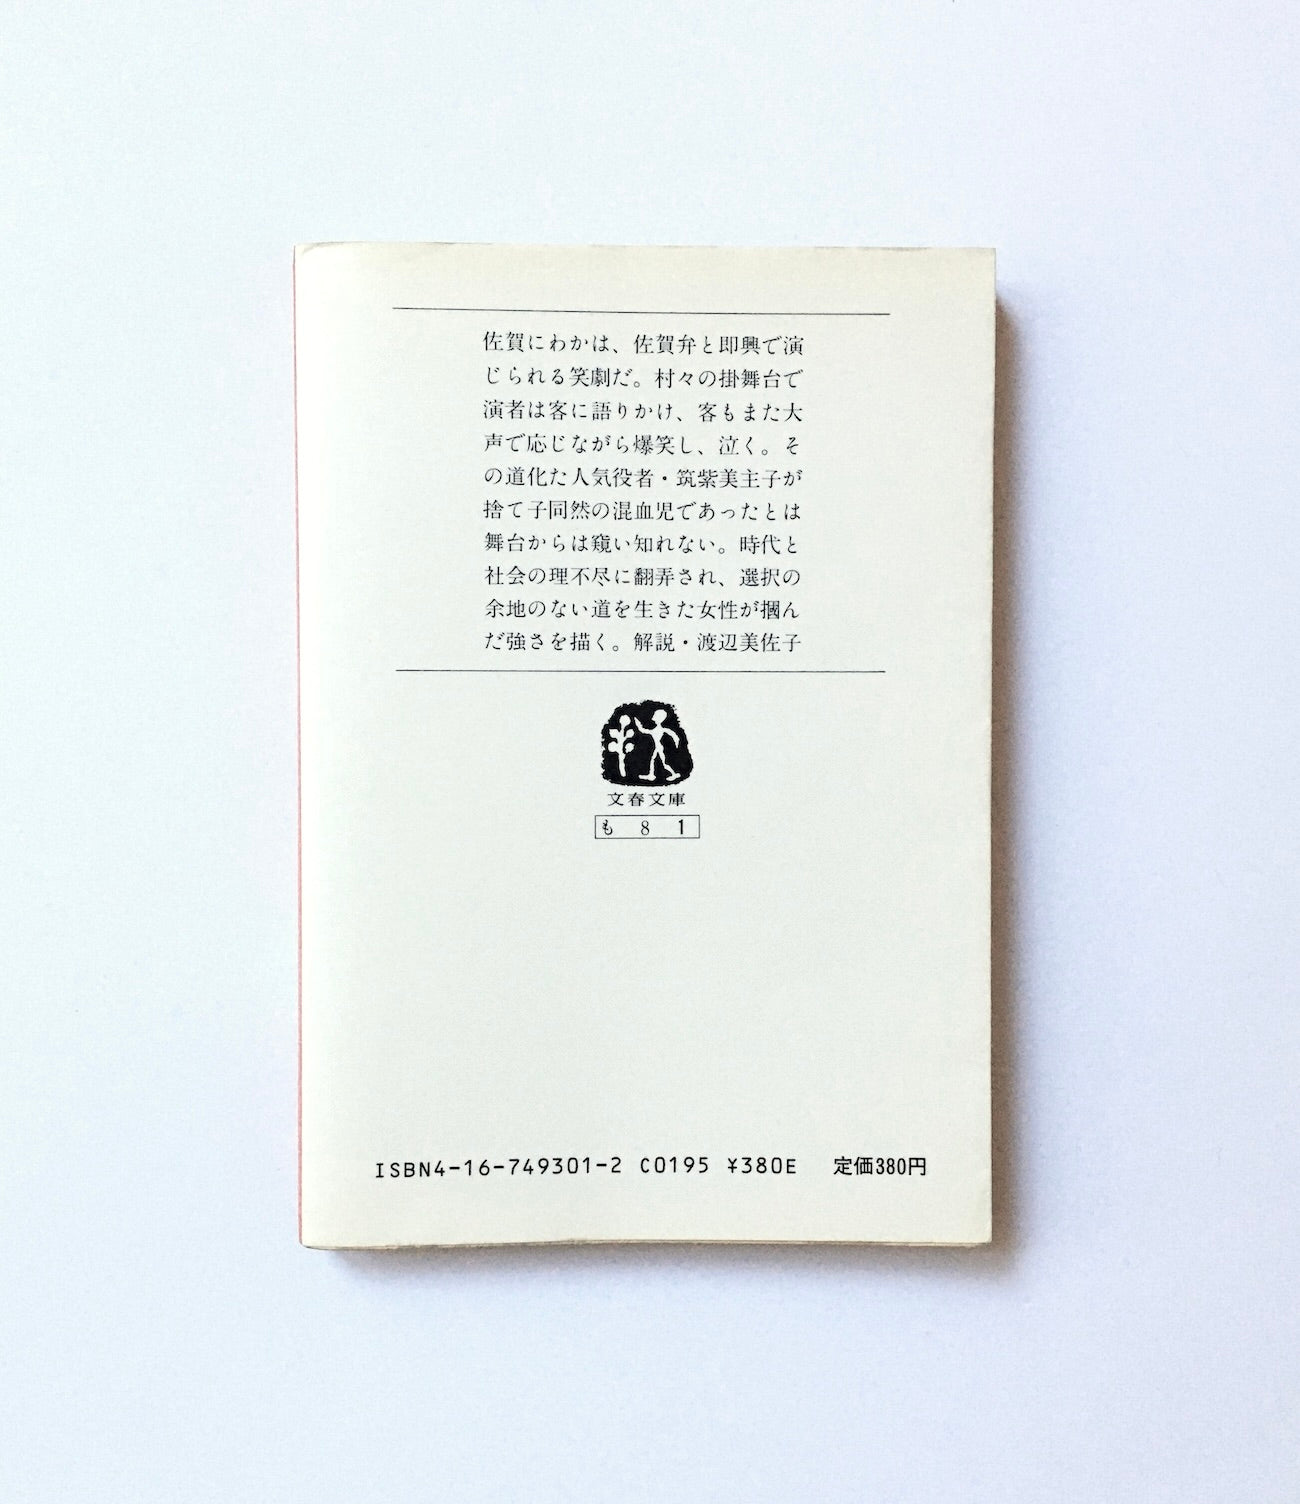 佐賀にわかは、佐賀弁と即興で演
じられる笑劇だ。村々の掛舞台で
演者は客に語りかけ、客もまた大
声で応じながら爆笑し、泣く。そ
の道化た人気役者・筑紫美主子が
捨て子同然の混血児であったとは
舞台からは窺い知れない。時代と
社会の理不尽に翻弄され、選択の
余地のない道を生きた女性が摑ん
だ強さを描く。解説・渡辺美佐子
文春文庫
も 8 1
ISBN4-16-749301-2 C0195 ¥380E 定価380円